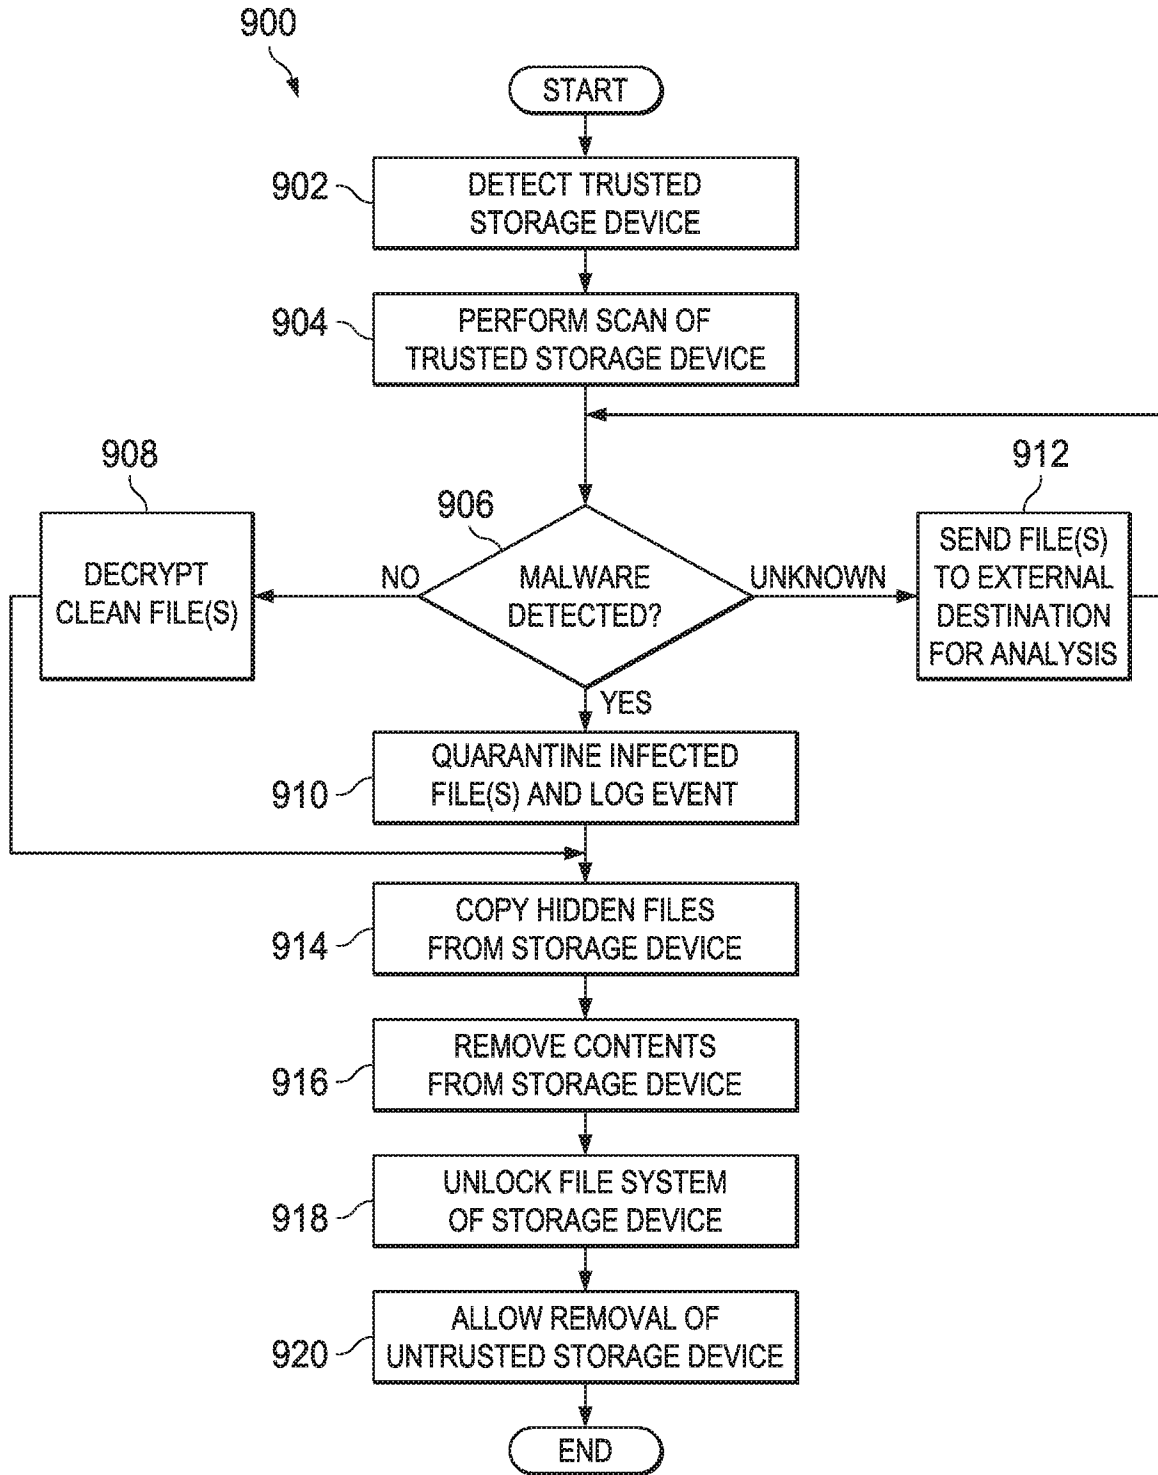 900
START
902
DETECT TRUSTED
STORAGE DEVICE
904
PERFORM SCAN OF
TRUSTED STORAGE DEVICE
908
DECRYPT
CLEAN FILE(S)
NO
906
MALWARE
DETECTED?
UNKNOWN
912
SEND FILE(S)
TO EXTERNAL
DESTINATION
FOR ANALYSIS
YES
910
QUARANTINE INFECTED
FILE(S) AND LOG EVENT
914
COPY HIDDEN FILES
FROM STORAGE DEVICE
916
REMOVE CONTENTS
FROM STORAGE DEVICE
918
UNLOCK FILE SYSTEM
OF STORAGE DEVICE
920
ALLOW REMOVAL OF
UNTRUSTED STORAGE DEVICE
END